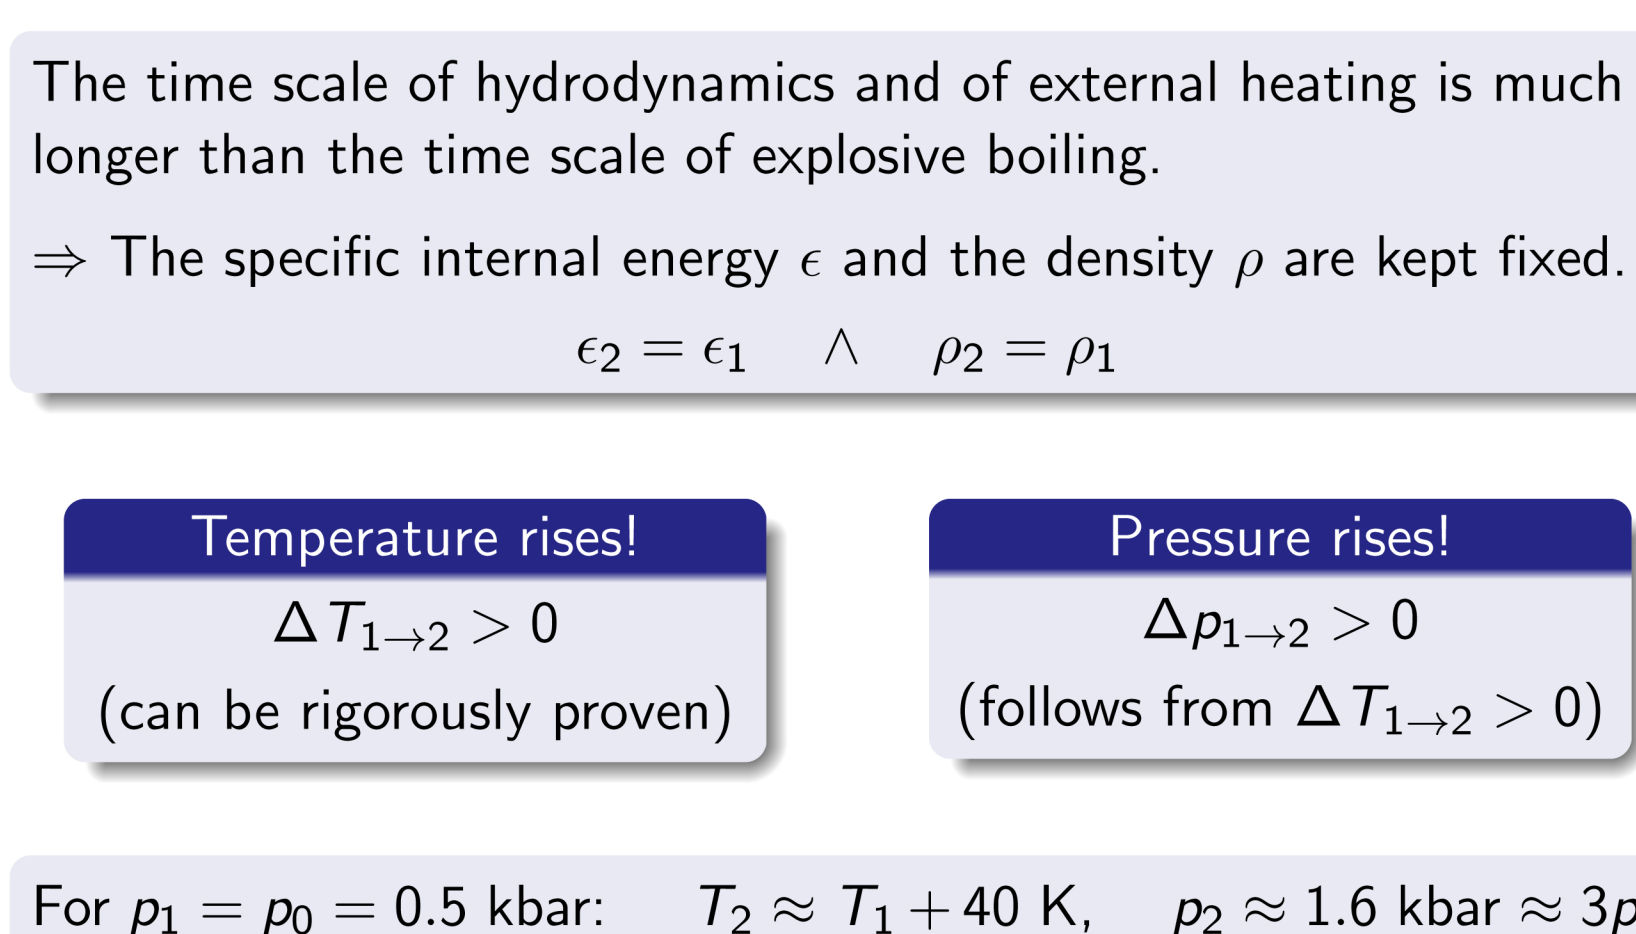 The time scale of hydrodynamics and of external heating is much
longer than the time scale of explosive boiling.
⇒ The specific internal energy ϵ and the density ρ are kept fixed.
ϵ₂ = ϵ₁ ∧ ρ₂ = ρ₁
Temperature rises!
ΔT₁→₂ > 0
(can be rigorously proven)
Pressure rises!
Δp₁→₂ > 0
(follows from ΔT₁→₂ > 0)
For p₁ = p₀ = 0.5 kbar: T₂ ≈ T₁ + 40 K, p₂ ≈ 1.6 kbar ≈ 3p